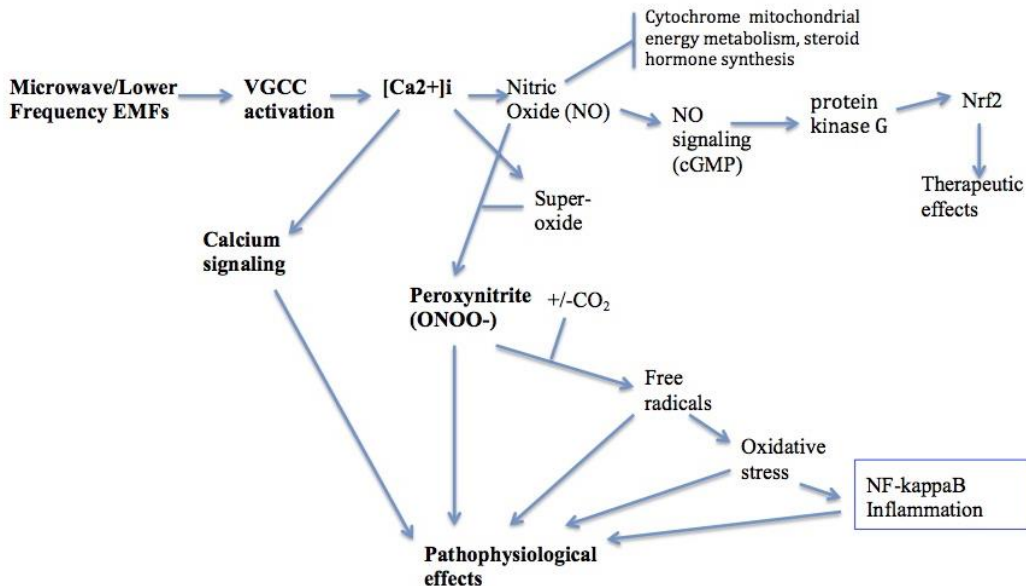 Cytochrome mitochondrial
energy metabolism, steroid
hormone synthesis
Microwave/Lower
Frequency EMFs
VGCC
activation
[Ca2+]i
Nitric
Oxide (NO)
NO
signaling
(cGMP)
protein
kinase G
Nrf2
Therapeutic
effects
Super-
oxide
Calcium
signaling
Peroxynitrite
(ONOO-)
+/-CO₂
Free
radicals
Oxidative
stress
NF-kappaB
Inflammation
Pathophysiological
effects